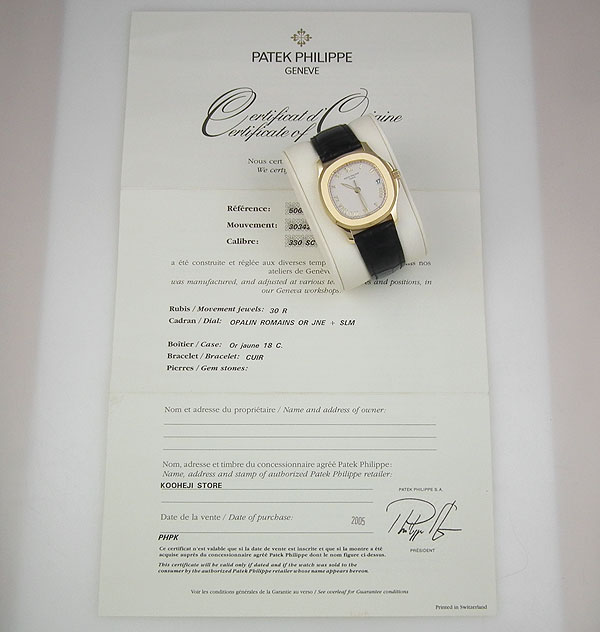 PATEK PHILIPPE
GENEVE
Certificat d'
Certificate of
Nous cert
We certi
Référence:
Mouvement:
Calibre: 330 SC
a été construite et réglée aux diverses temp nos
ateliers de Genève
was manufactured, and adjusted at various te and positions, in
our Geneva workshops.
Rubis / Movement jewels: 30 R
Cadran / Dial: OPALIN ROMAINS OR JNE + SLM
Boîtier / Case: Or jaune 18 C.
Bracelet / Bracelet: CUIR
Pierres / Gem stones:
Nom et adresse du propriétaire / Name and address of owner:
Nom, adresse et timbre du concessionnaire agréé Patek Philippe:
Name, address and stamp of authorized Patek Philippe retailer:
KOOHEJI STORE
PATEK PHILIPPE S.A.
Date de la vente / Date of purchase: 2005
PHPK
PRESIDENT
Ce certificat n'est valable que si la date de vente est inscrite et que si la montre a été
acquise auprès du concessionnaire agréé Patek Philippe dont le nom figure ci-dessus.
This certificate will be valid only if dated and if the watch was sold to the
consumer by the authorized Patek Philippe retailer whose name appears hereon.
Voir les conditions générales de la Garantie au verso / See overleaf for Guarantee conditions
Printed in Switzerland